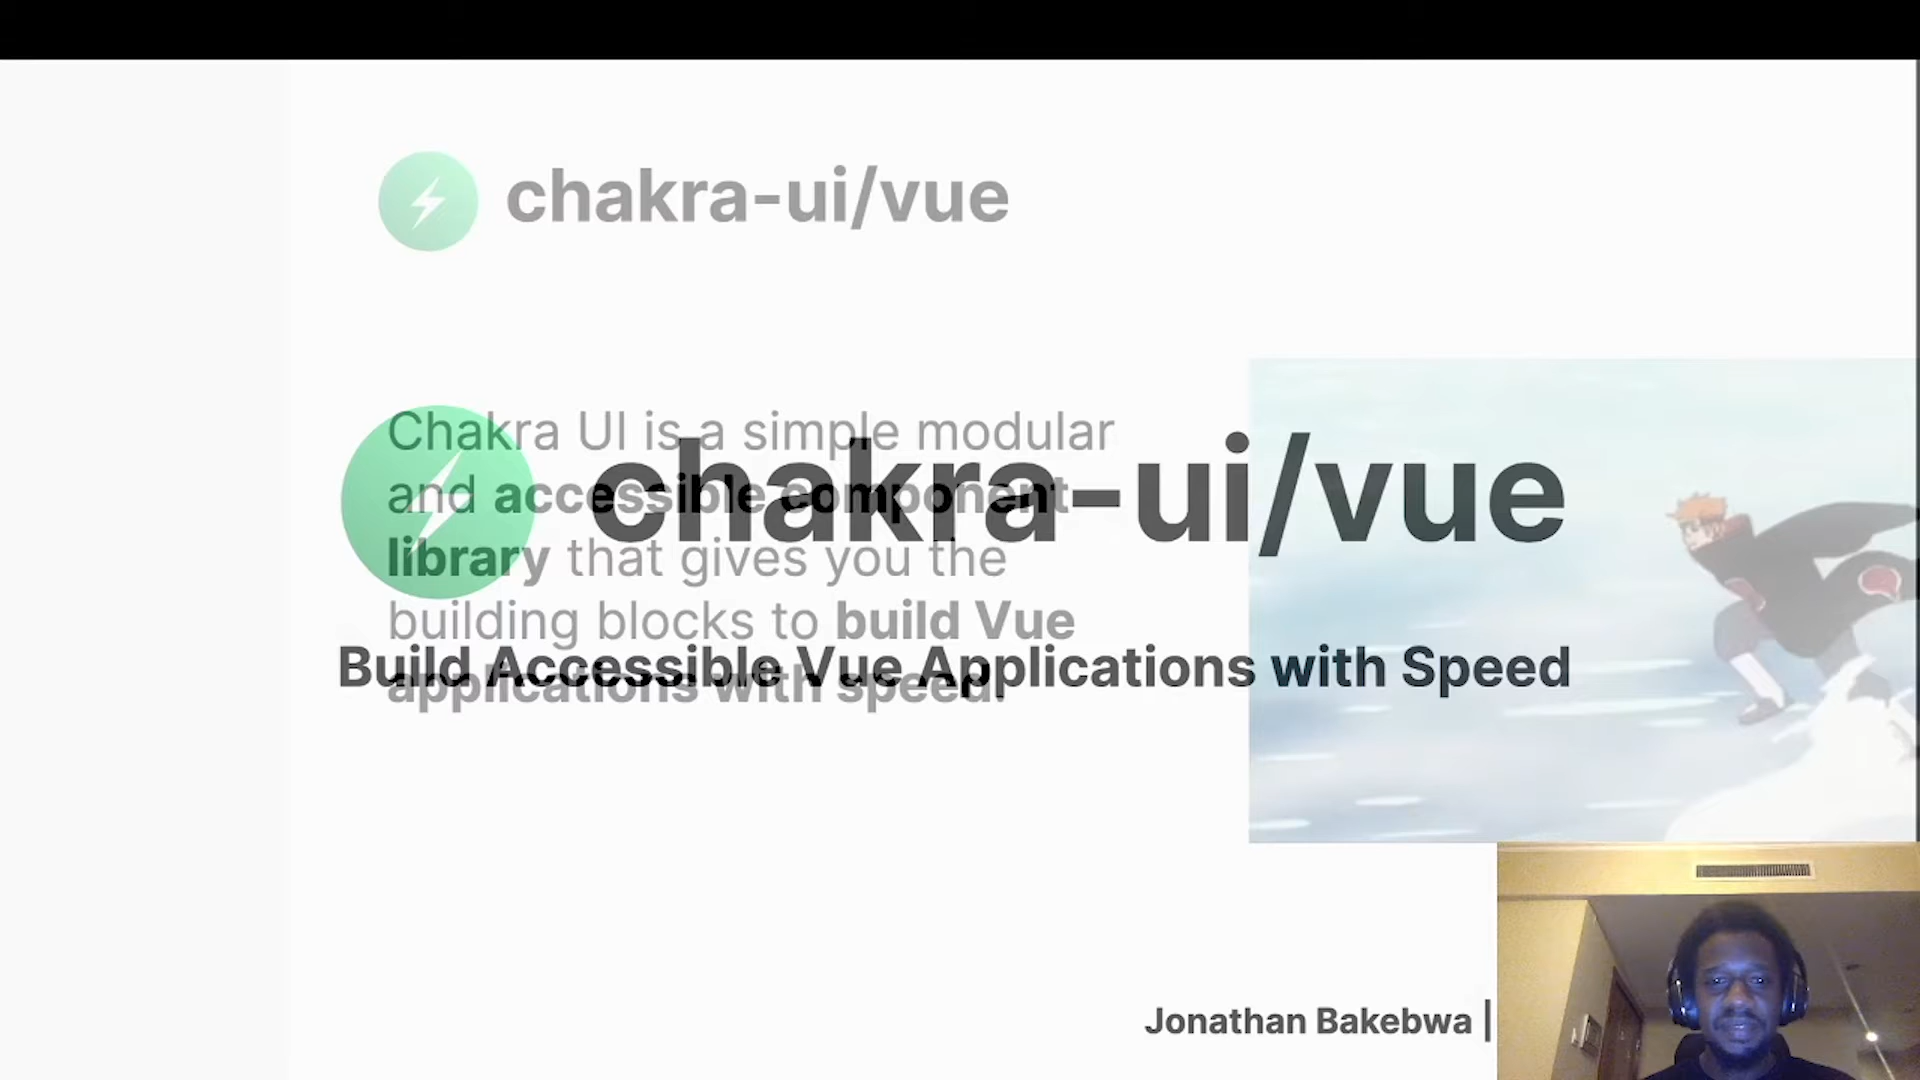 chakra-ui/vue
Chakra UI is a simple modular
and accessible component
library that gives you the
building blocks to build Vue
applications with speed.
chakra-ui/vue
Build Accessible Vue Applications with Speed
Jonathan Bakebwa |